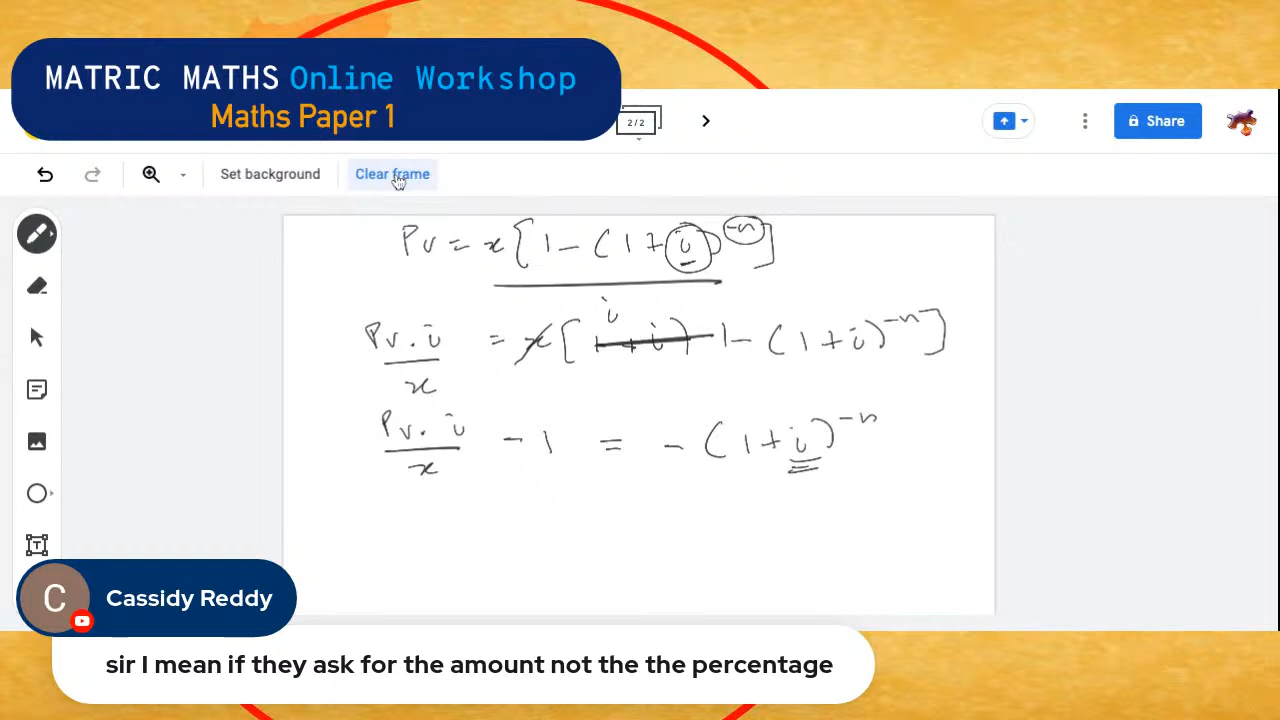 MATRIC MATHS Online Workshop
Maths Paper 1
2/2
Share
Set background
Clear frame
Pv = x[1 - (1 + i)^-n]
i
Pv . i = x[ 1 + i) 1 - (1 + i)^-n]
x
Pv . i - 1 = - (1 + i)^-n
x
T
C
Cassidy Reddy
sir I mean if they ask for the amount not the the percentage